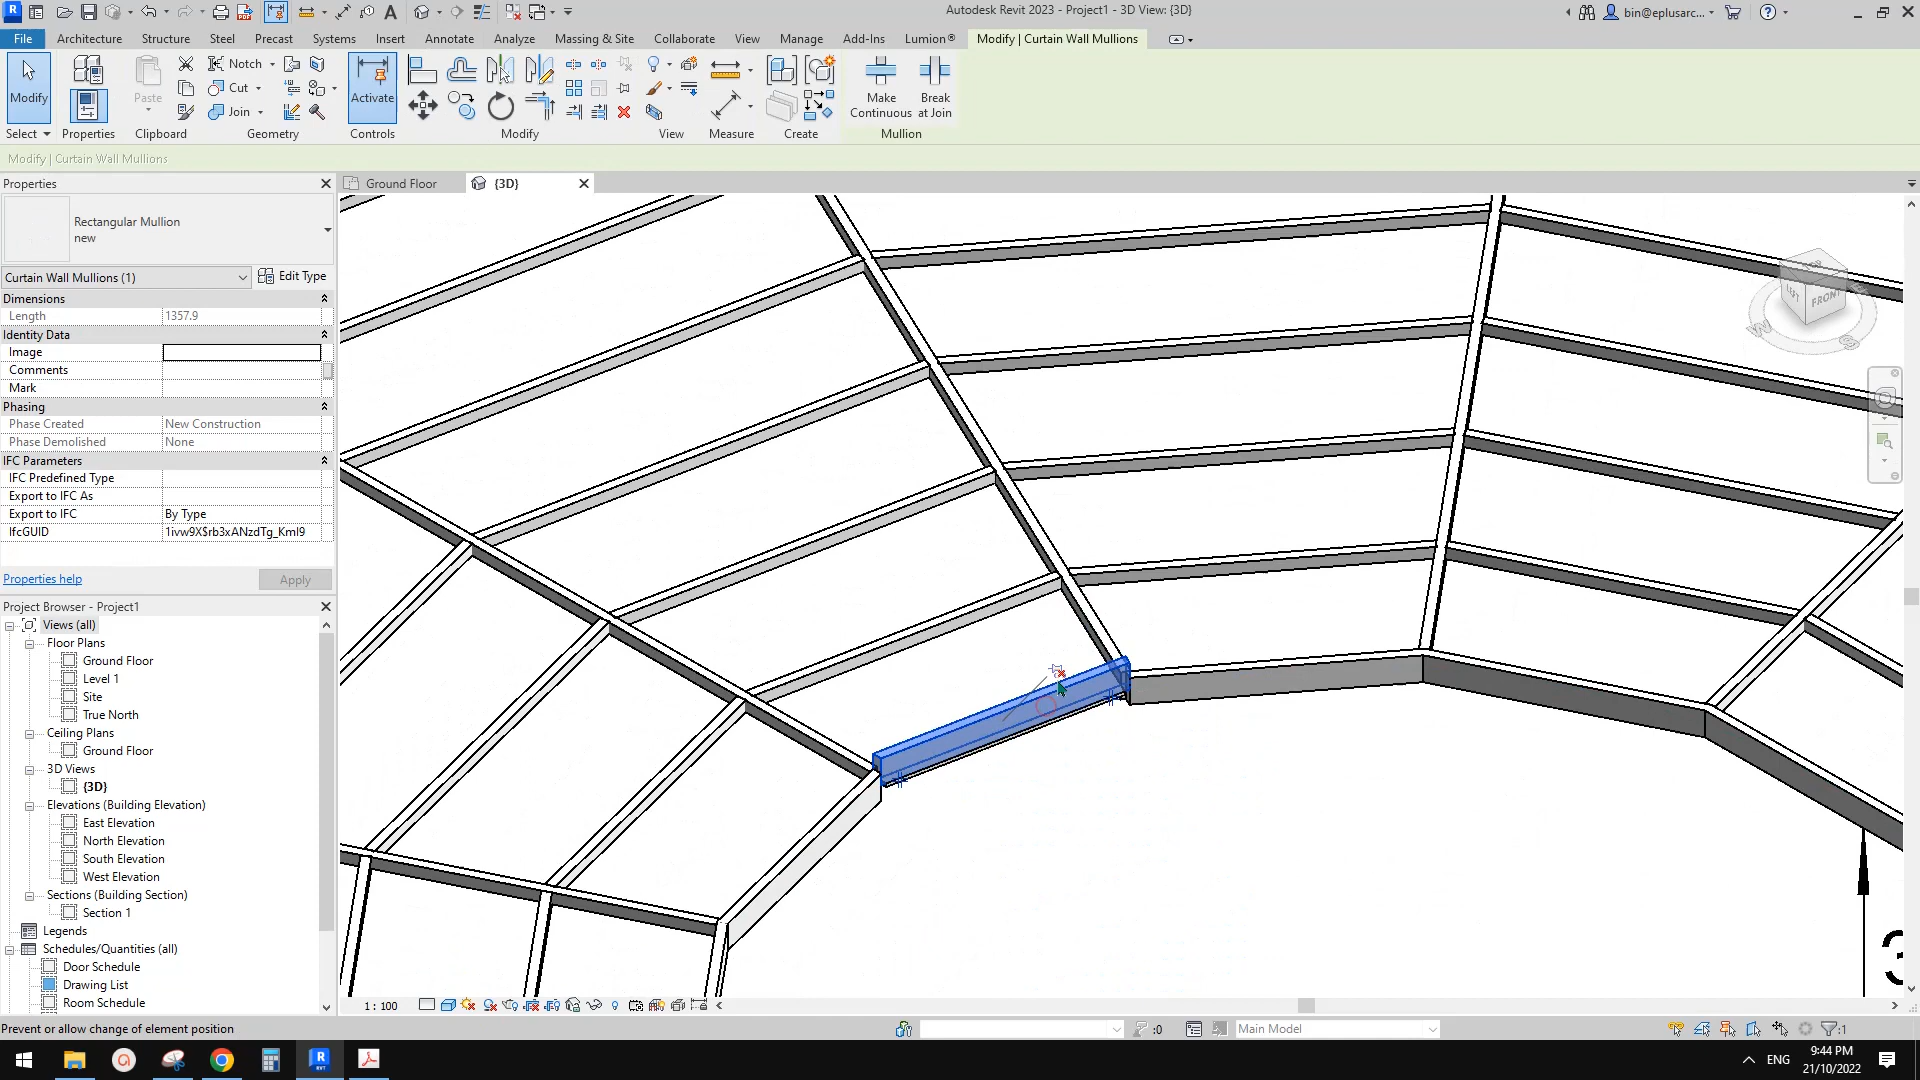 Autodesk Revit 2023 - Project1 - 3D View: {3D}
bin@eplusarc...
File
Architecture
Structure
Steel
Precast
Systems
Insert
Annotate
Analyze
Massing & Site
Collaborate
View
Manage
Add-Ins
Lumion®
Modify | Curtain Wall Mullions
Modify
Paste
Notch
Cut
Join
Activate
Make Continuous
Break at Join
Select
Properties
Clipboard
Geometry
Controls
Modify
View
Measure
Create
Mullion
Modify | Curtain Wall Mullions
Properties
Rectangular Mullion
new
Curtain Wall Mullions (1)
Edit Type
Dimensions
Length 1357.9
Identity Data
Image
Comments
Mark
Phasing
Phase Created New Construction
Phase Demolished None
IFC Parameters
IFC Predefined Type
Export to IFC As
Export to IFC By Type
IfcGUID 1ivw9X$rb3xANzdTg_Kml9
Properties help
Apply
Project Browser - Project1
Views (all)
Floor Plans
Ground Floor
Level 1
Site
True North
Ceiling Plans
Ground Floor
3D Views
{3D}
Elevations (Building Elevation)
East Elevation
North Elevation
South Elevation
West Elevation
Sections (Building Section)
Section 1
Legends
Schedules/Quantities (all)
Door Schedule
Drawing List
Room Schedule
Ground Floor
{3D}
LEFT
FRONT
W
S
1 : 100
Prevent or allow change of element position
:0
Main Model
:1
ENG
9:44 PM
21/10/2022